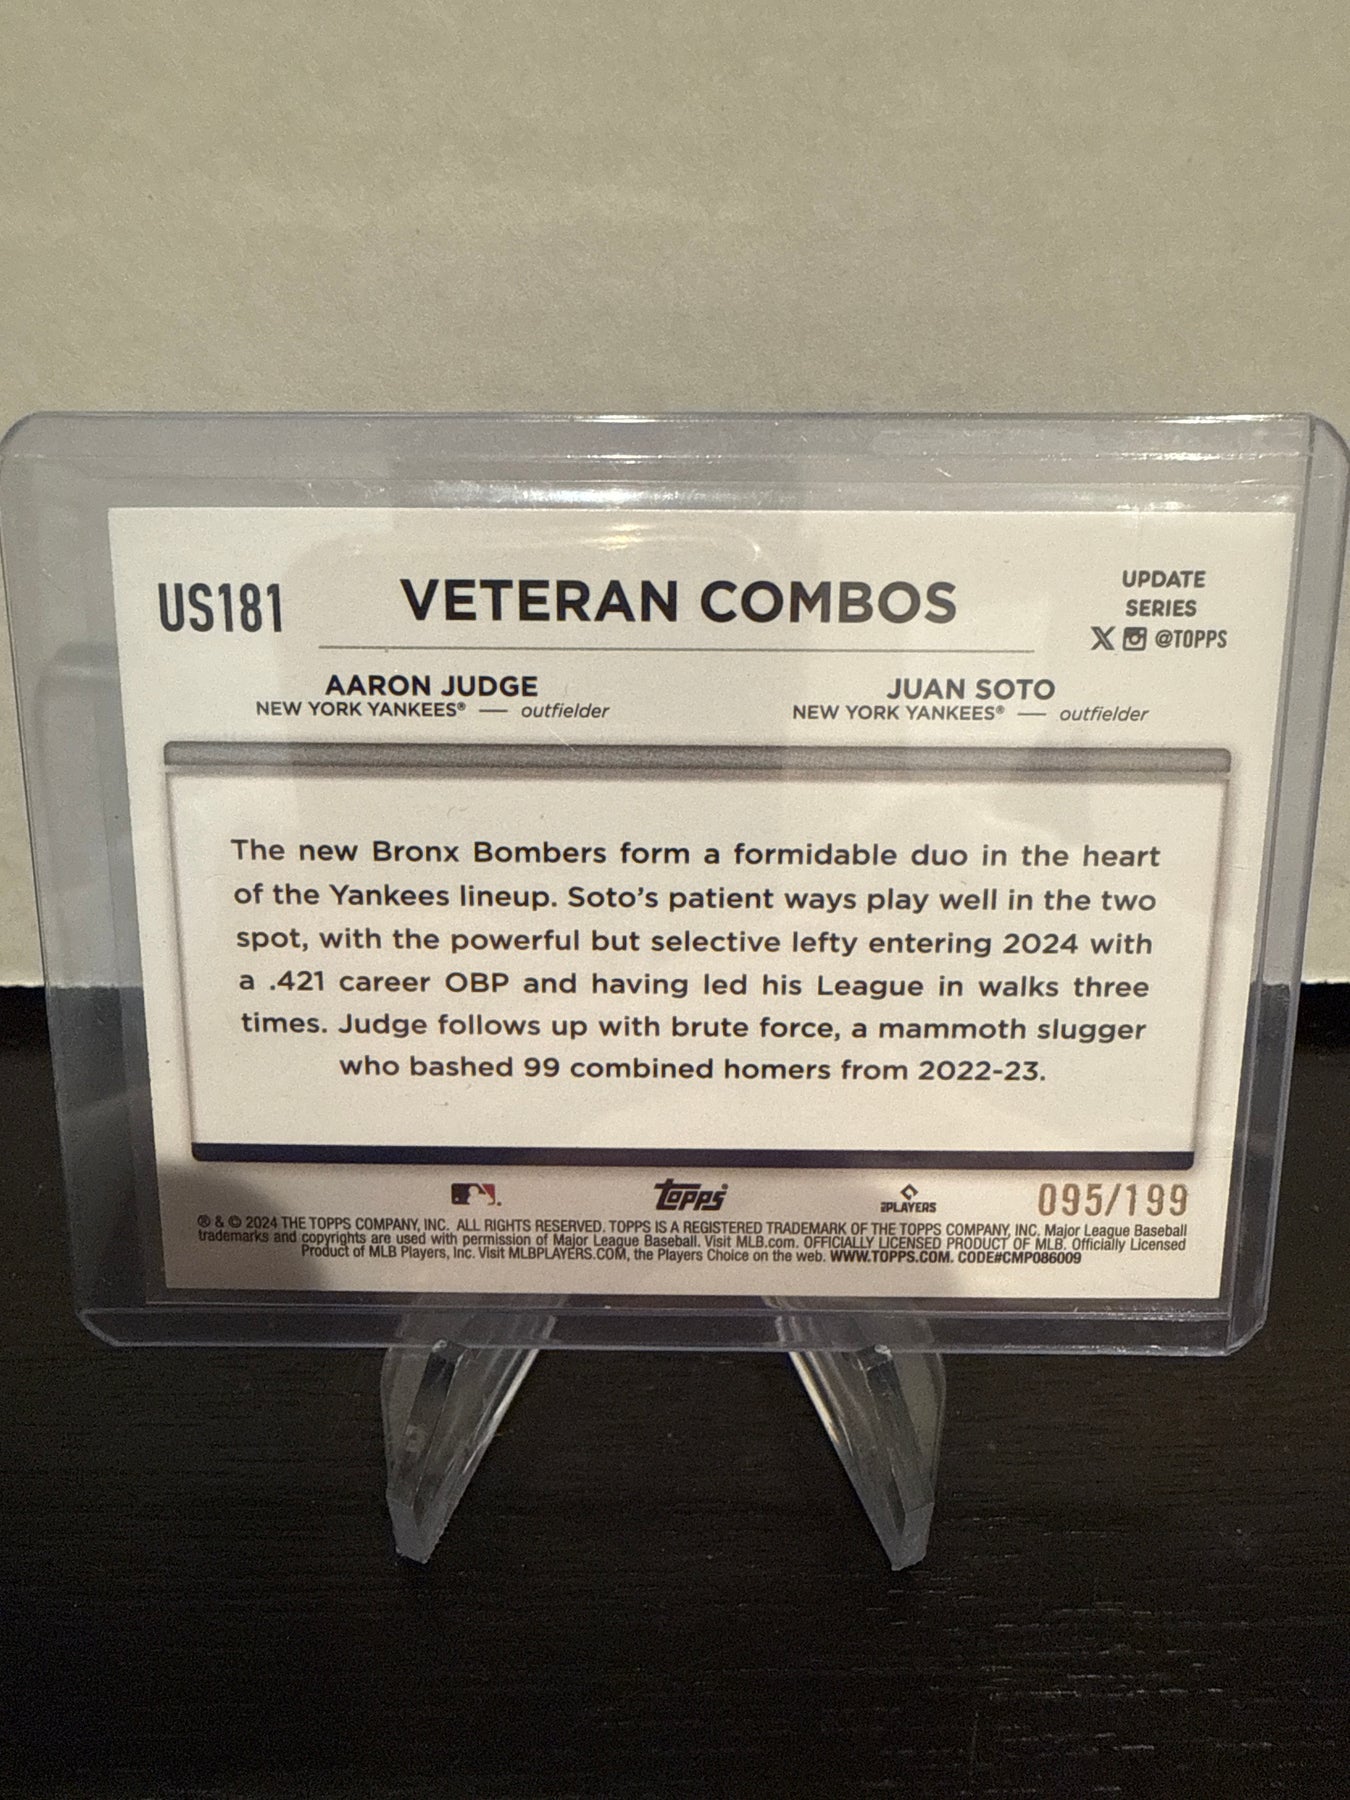 US181
VETERAN COMBOS
UPDATE
SERIES
@TOPPS
AARON JUDGE
NEW YORK YANKEES® — outfielder
JUAN SOTO
NEW YORK YANKEES® — outfielder
The new Bronx Bombers form a formidable duo in the heart
of the Yankees lineup. Soto's patient ways play well in the two
spot, with the powerful but selective lefty entering 2024 with
a .421 career OBP and having led his League in walks three
times. Judge follows up with brute force, a mammoth slugger
who bashed 99 combined homers from 2022-23.
Topps®
PLAYERS
095/199
® & © 2024 THE TOPPS COMPANY, INC. ALL RIGHTS RESERVED. TOPPS IS A REGISTERED TRADEMARK OF THE TOPPS COMPANY, INC. Major League Baseball
trademarks and copyrights are used with permission of Major League Baseball. Visit MLB.com. OFFICIALLY LICENSED PRODUCT OF MLB. Officially Licensed
Product of MLB Players, Inc. Visit MLBPLAYERS.COM, the Players Choice on the web. WWW.TOPPS.COM. CODE#CMP086009